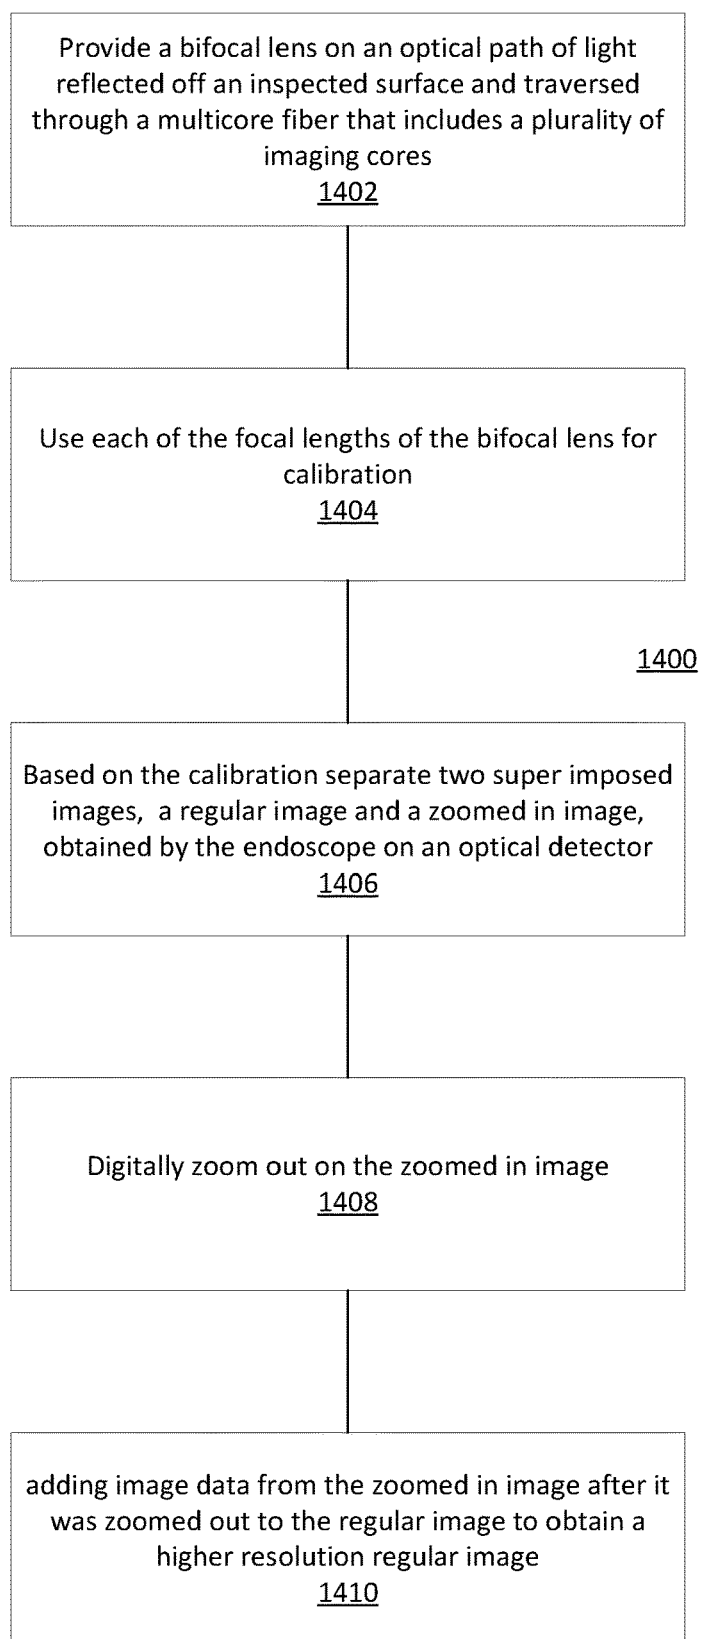 Provide a bifocal lens on an optical path of light
reflected off an inspected surface and traversed
through a multicore fiber that includes a plurality of
imaging cores
1402
Use each of the focal lengths of the bifocal lens for
calibration
1404
1400
Based on the calibration separate two super imposed
images,  a regular image and a zoomed in image,
obtained by the endoscope on an optical detector
1406
Digitally zoom out on the zoomed in image
1408
adding image data from the zoomed in image after it
was zoomed out to the regular image to obtain a
higher resolution regular image
1410